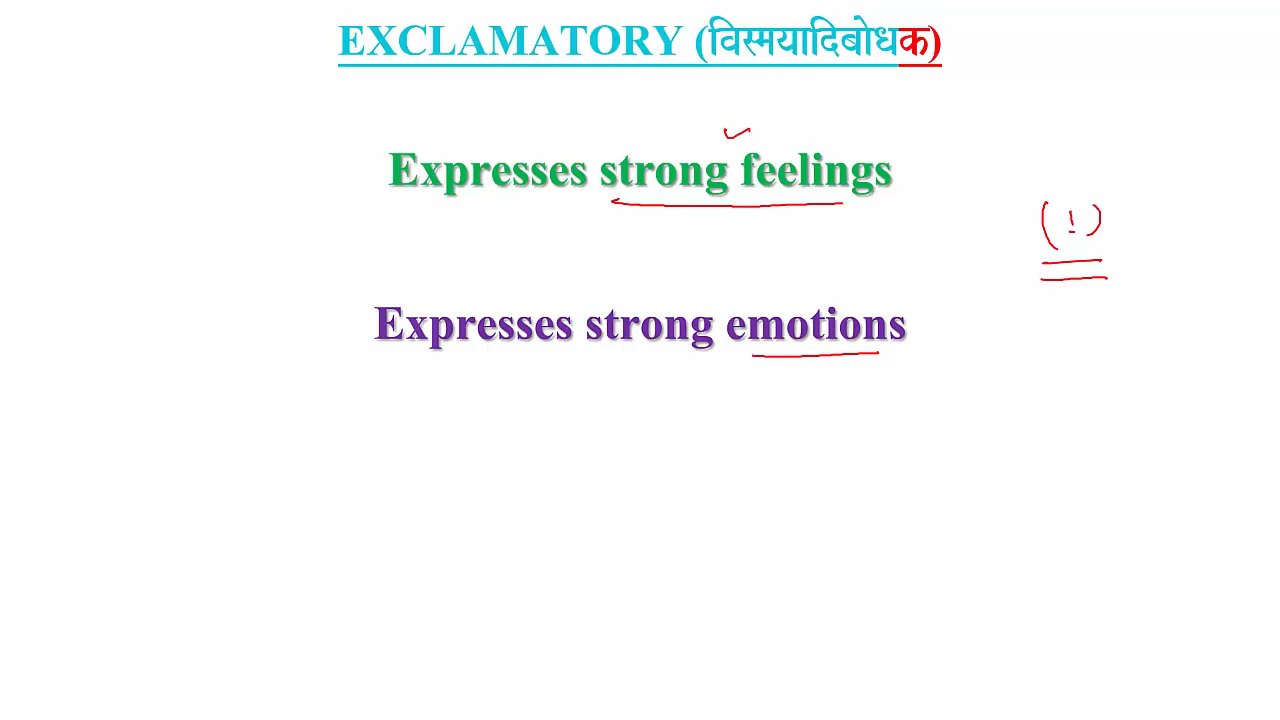 EXCLAMATORY (विस्मयादिबोधक)
Expresses strong feelings
(!)
Expresses strong emotions